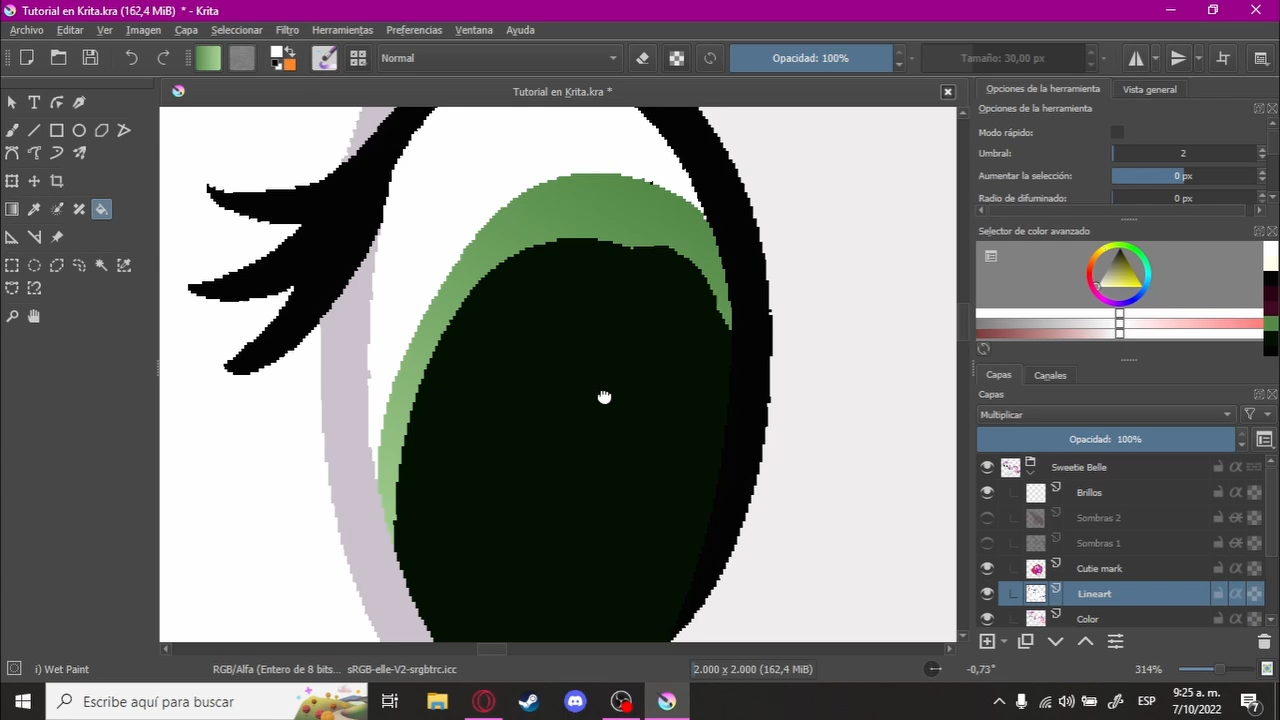 Tutorial en Krita.kra (162,4 MiB) * - Krita
Archivo Editar Ver Imagen Capa Seleccionar Filtro Herramientas Preferencias Ventana Ayuda
Normal Opacidad: 100% Tamaño: 30,00 px
Tutorial en Krita.kra *
Opciones de la herramienta Vista general
Opciones de la herramienta
Modo rápido:
Umbral: 2
Aumentar la selección: 0 px
Radio de difuminado: 0 px
Selector de color avanzado
Capas Canales
Capas
Multiplicar
Opacidad: 100%
Sweetie Belle
Brillos
Sombras 2
Sombras 1
Cutie mark
Lineart
Color
i) Wet Paint RGB/Alfa (Entero de 8 bits... sRGB-elle-V2-srgbtrc.icc 2.000 x 2.000 (162,4 MiB) -0,73° 314%
Escribe aquí para buscar
ESP
9:25 a. m.
7/10/2022
7